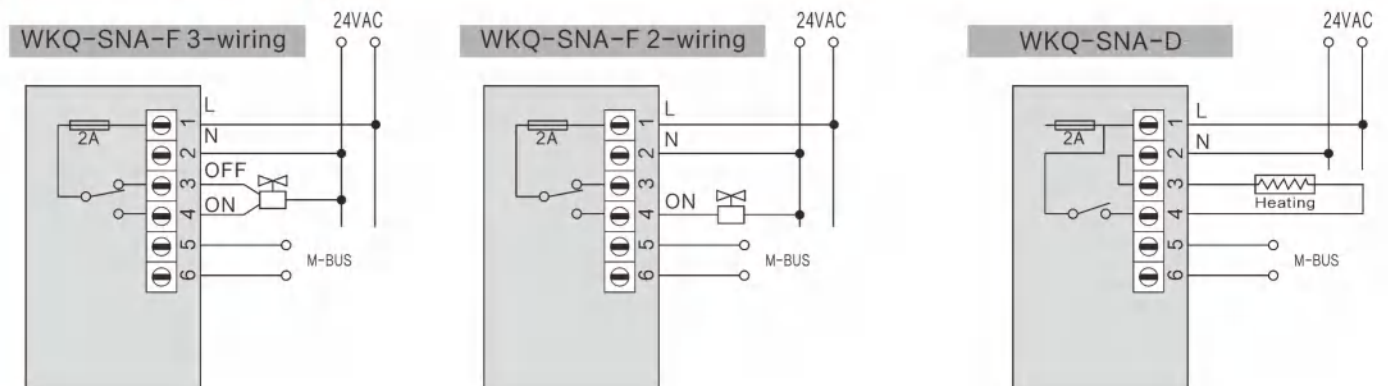 24VAC
WKQ-SNA-F 3-wiring
L
2A
1
N
2
OFF
3
ON
4
5
M-BUS
6
24VAC
WKQ-SNA-F 2-wiring
L
2A
1
N
2
3
ON
4
5
M-BUS
6
24VAC
WKQ-SNA-D
L
2A
1
N
2
3
Heating
4
5
M-BUS
6